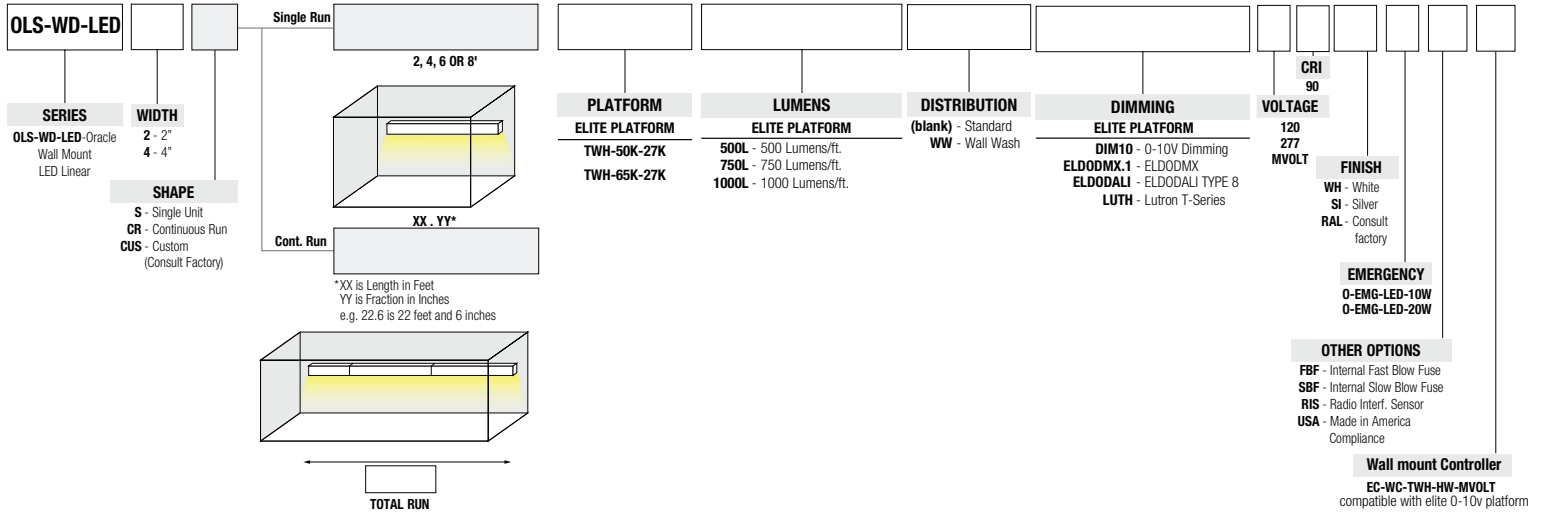 OLS-WD-LED
SERIES
OLS-WD-LED-Oracle
Wall Mount
LED Linear
WIDTH
2 - 2"
4 - 4"
SHAPE
S - Single Unit
CR - Continuous Run
CUS - Custom
(Consult Factory)
Single Run
2, 4, 6 OR 8'
XX . YY*
Cont. Run
*XX is Length in Feet
YY is Fraction in Inches
e.g. 22.6 is 22 feet and 6 inches
TOTAL RUN
PLATFORM
ELITE PLATFORM
TWH-50K-27K
TWH-65K-27K
LUMENS
ELITE PLATFORM
500L - 500 Lumens/ft.
750L - 750 Lumens/ft.
1000L - 1000 Lumens/ft.
DISTRIBUTION
(blank) - Standard
WW - Wall Wash
DIMMING
ELITE PLATFORM
DIM10 - 0-10V Dimming
ELDODMX.1 - ELDODMX
ELDODALI - ELDODALI TYPE 8
LUTH - Lutron T-Series
VOLTAGE
120
277
MVOLT
CRI
90
FINISH
WH - White
SI - Silver
RAL - Consult
factory
EMERGENCY
O-EMG-LED-10W
O-EMG-LED-20W
OTHER OPTIONS
FBF - Internal Fast Blow Fuse
SBF - Internal Slow Blow Fuse
RIS - Radio Interf. Sensor
USA - Made in America
Compliance
Wall mount Controller
EC-WC-TWH-HW-MVOLT
compatible with elite 0-10v platform